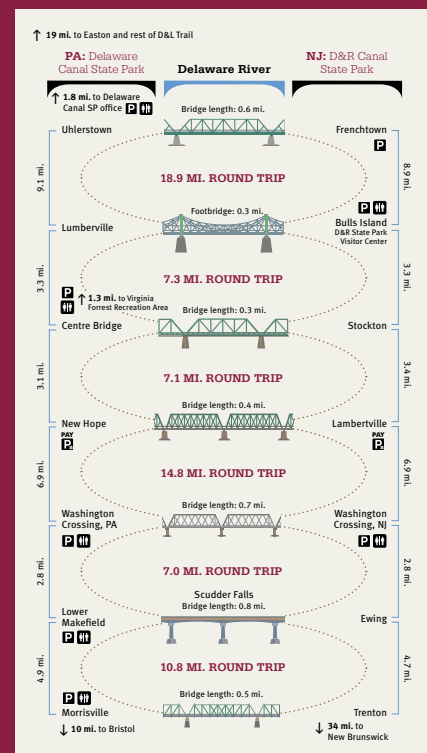 ↑ 19 mi. to Easton and rest of D&L Trail
PA: Delaware
Canal State Park
Delaware River
NJ: D&R Canal
State Park
↑ 1.8 mi. to Delaware
Canal SP office P
Bridge length: 0.6 mi.
Uhlerstown
Frenchtown
P
9.1 mi.
18.9 MI. ROUND TRIP
8.9 mi.
P
Footbridge: 0.3 mi.
Lumberville
Bulls Island
D&R State Park
Visitor Center
3.3 mi.
7.3 MI. ROUND TRIP
3.3 mi.
P
↑ 1.3 mi. to Virginia
Forrest Recreation Area
Bridge length: 0.3 mi.
Centre Bridge
Stockton
3.1 mi.
7.1 MI. ROUND TRIP
3.4 mi.
Bridge length: 0.4 mi.
New Hope
Lambertville
PAY
P
PAY
P
6.9 mi.
14.8 MI. ROUND TRIP
6.9 mi.
Bridge length: 0.7 mi.
Washington
Crossing, PA
Washington
Crossing, NJ
P
P
2.8 mi.
7.0 MI. ROUND TRIP
2.8 mi.
Scudder Falls
Bridge length: 0.8 mi.
Lower
Makefield
Ewing
P
4.9 mi.
10.8 MI. ROUND TRIP
4.7 mi.
P
Bridge length: 0.5 mi.
Morrisville
Trenton
↓ 10 mi. to Bristol
↓ 34 mi. to
New Brunswick